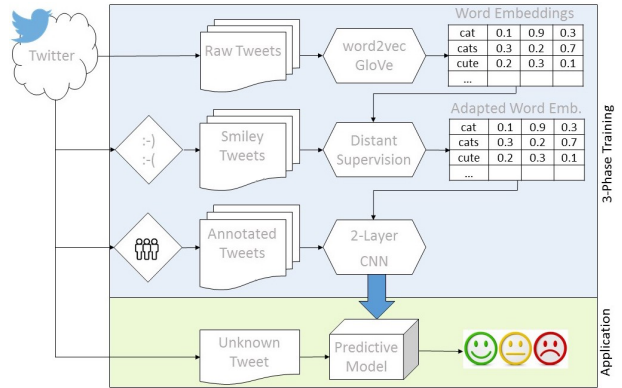 Twitter
Raw Tweets
word2vec
GloVe
Word Embeddings
cat 0.1 0.9 0.3
cats 0.3 0.2 0.7
cute 0.2 0.3 0.1
...
:-)
:-(
Smiley
Tweets
Distant
Supervision
Adapted Word Emb.
cat 0.1 0.9 0.3
cats 0.3 0.2 0.7
cute 0.2 0.3 0.1
...
Annotated
Tweets
2-Layer
CNN
3-Phase Training
Unknown
Tweet
Predictive
Model
Application